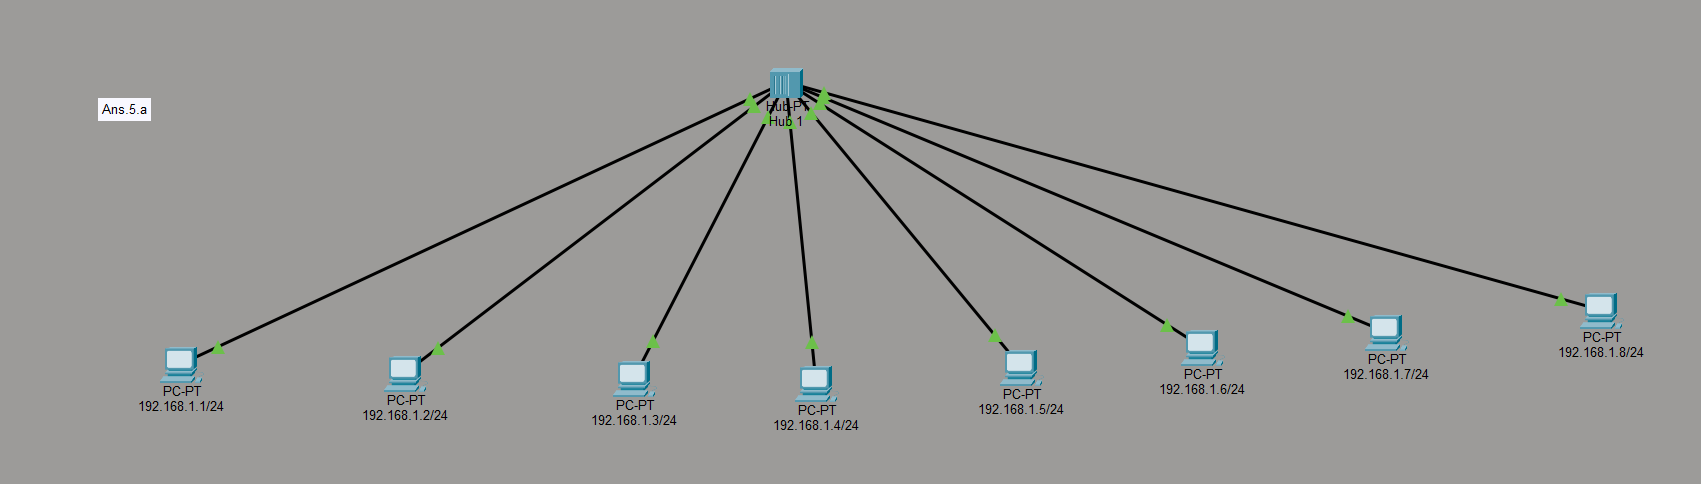 Ans.5.a
Hub-PT
Hub 1
PC-PT
192.168.1.1/24
PC-PT
192.168.1.2/24
PC-PT
192.168.1.3/24
PC-PT
192.168.1.4/24
PC-PT
192.168.1.5/24
PC-PT
192.168.1.6/24
PC-PT
192.168.1.7/24
PC-PT
192.168.1.8/24